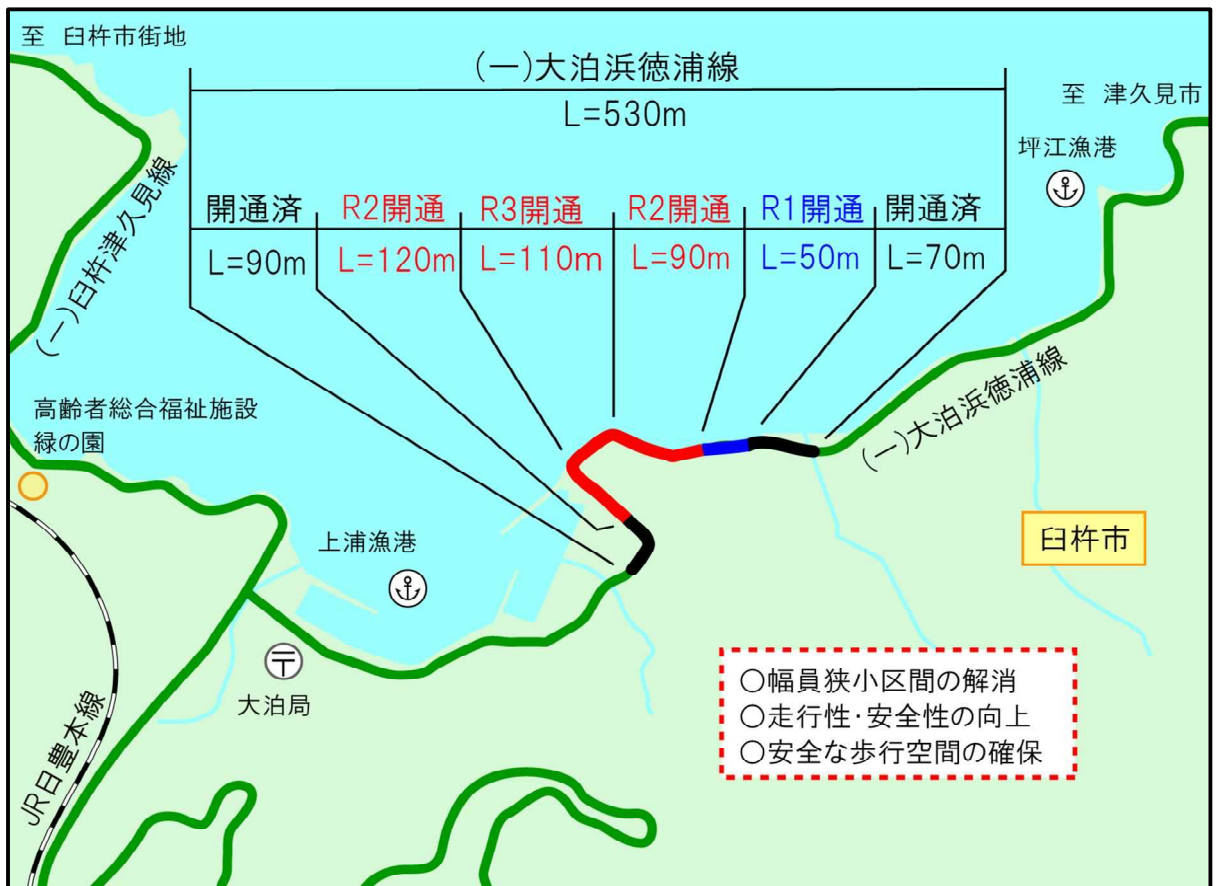 至 臼杵市街地
(一)大泊浜徳浦線
L=530m
至 津久見市
坪江漁港
(一)臼杵津久見線
開通済
R2開通
R3開通
R2開通
R1開通
開通済
L=90m
L=120m
L=110m
L=90m
L=50m
L=70m
(一)大泊浜徳浦線
高齢者総合福祉施設
緑の園
上浦漁港
臼杵市
大泊局
JR日豊本線
○幅員狭小区間の解消
○走行性・安全性の向上
○安全な歩行空間の確保